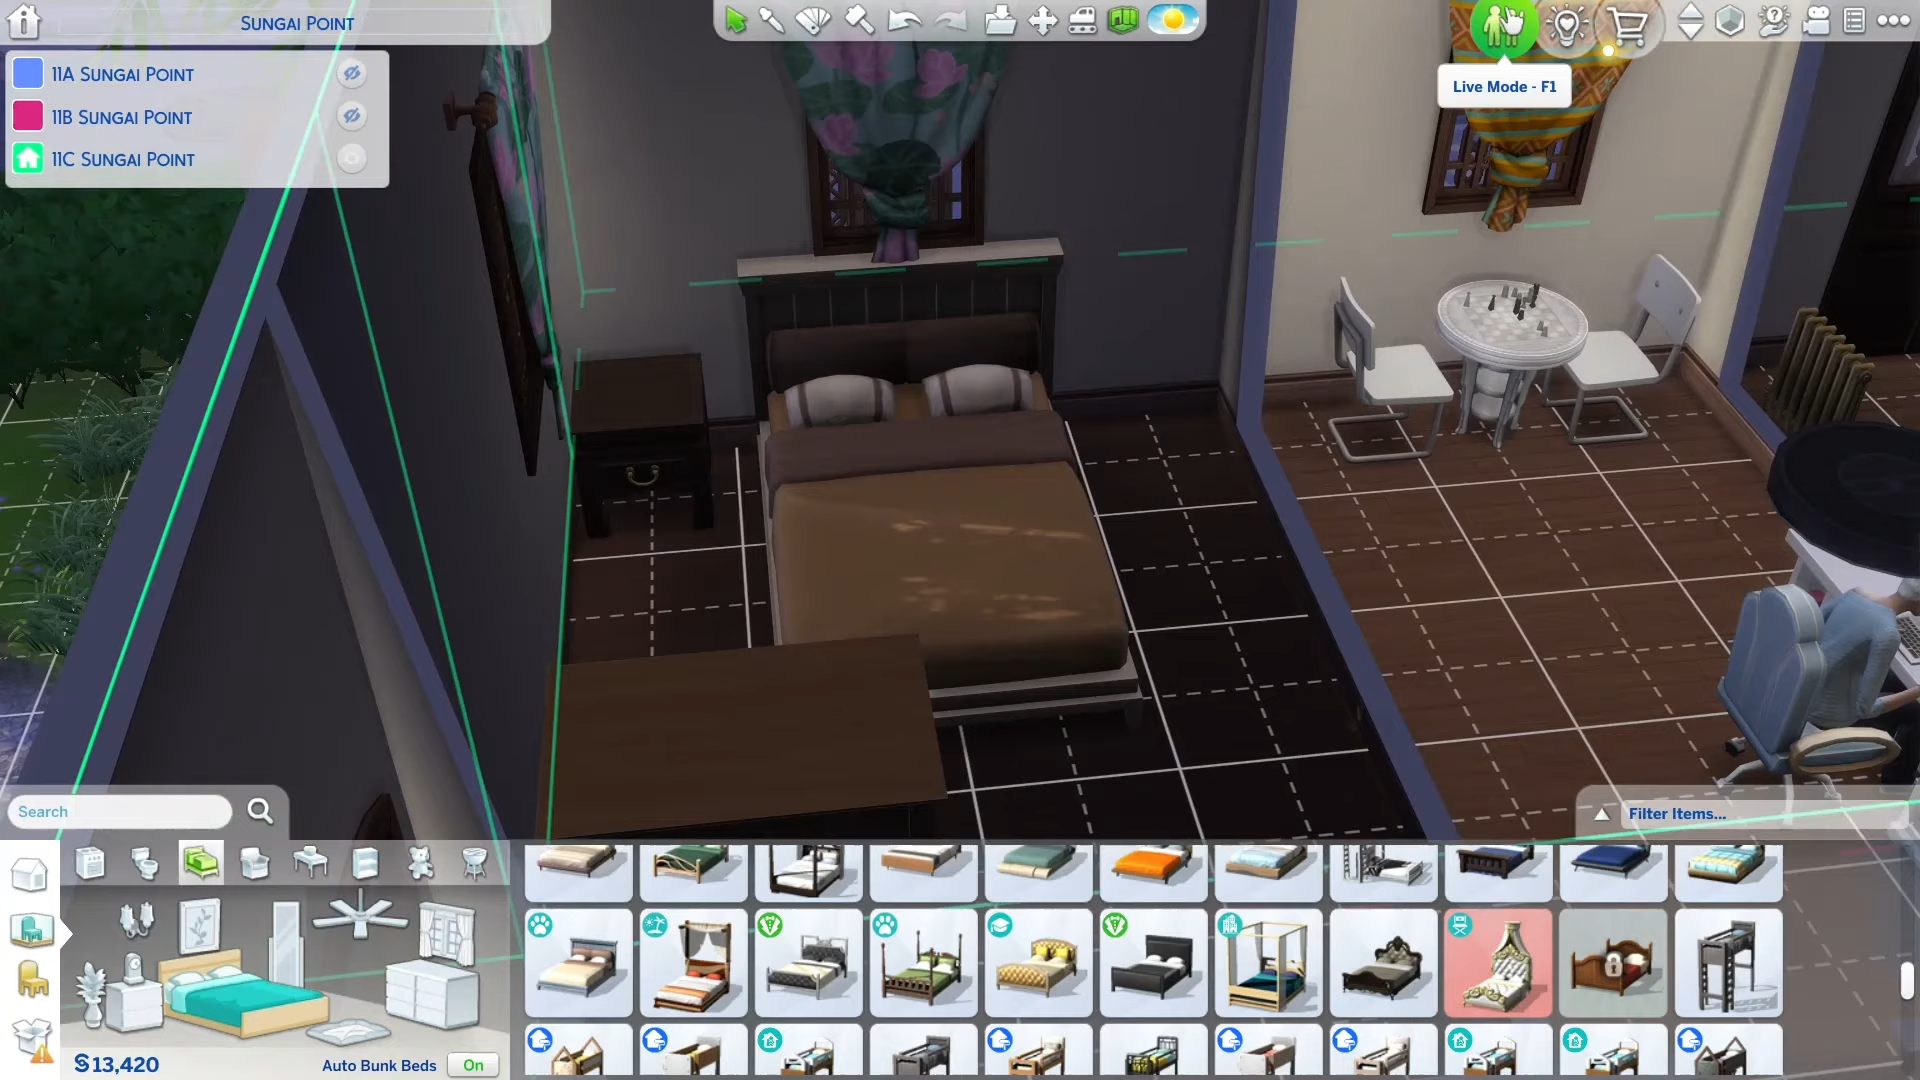 Sungai Point
11A Sungai Point
11B Sungai Point
11C Sungai Point
Live Mode - F1
Search
Filter Items...
§13,420
Auto Bunk Beds
On